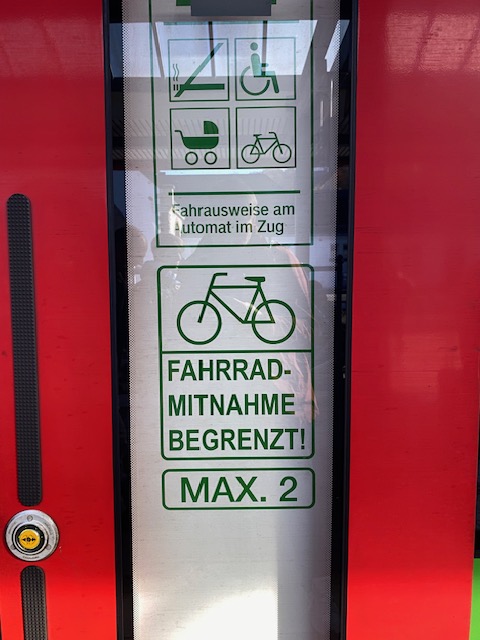 Fahrausweise am
Automat im Zug
FAHRRAD-
MITNAHME
BEGRENZT!
MAX. 2